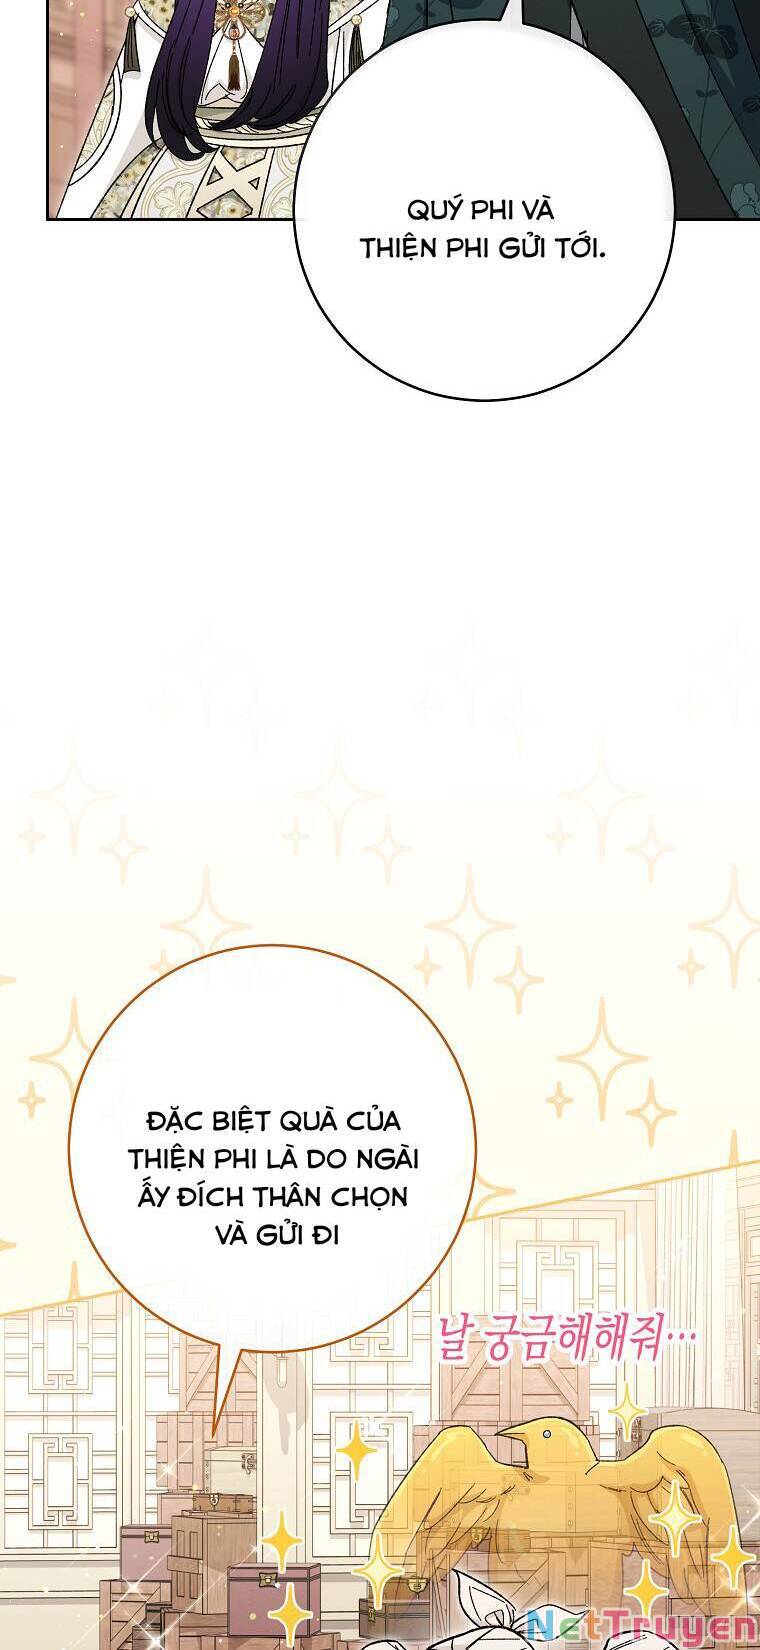 QUÝ PHI VÀ
THIỆN PHI GỬI TỚI.
ĐẶC BIỆT QUÀ CỦA
THIỆN PHI LÀ DO NGÀI
ẤY ĐÍCH THÂN CHỌN
VÀ GỬI ĐI
날 궁금해해줘...
NetTruyen